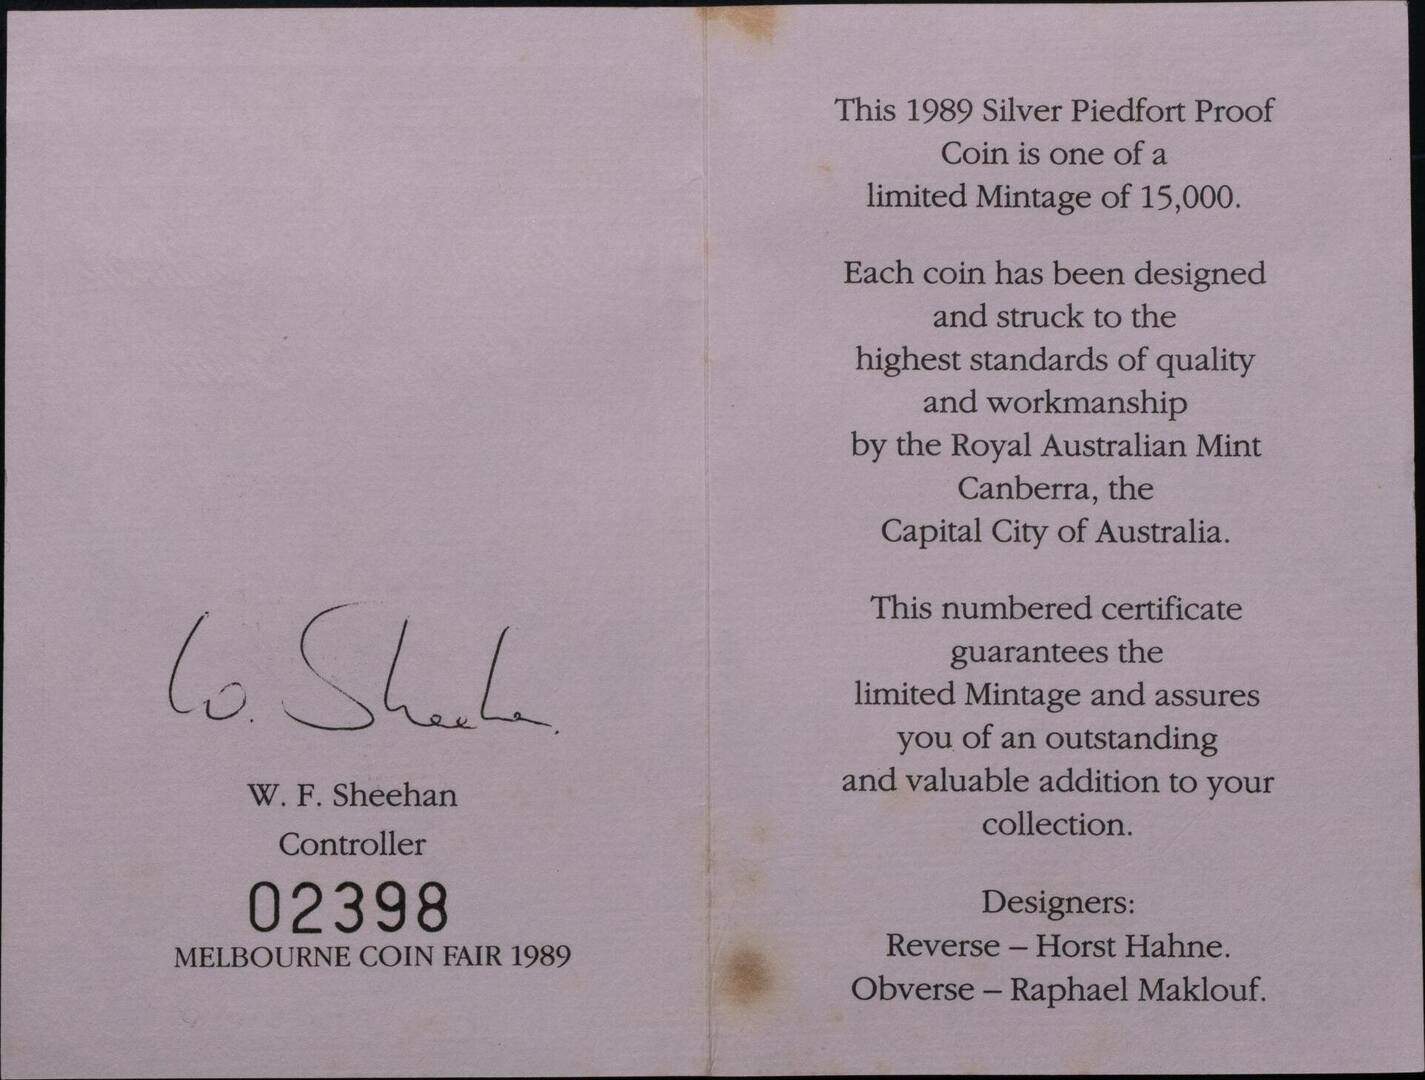 W. Sheehan.
W. F. Sheehan
Controller
02398
MELBOURNE COIN FAIR 1989
This 1989 Silver Piedfort Proof
Coin is one of a
limited Mintage of 15,000.
Each coin has been designed
and struck to the
highest standards of quality
and workmanship
by the Royal Australian Mint
Canberra, the
Capital City of Australia.
This numbered certificate
guarantees the
limited Mintage and assures
you of an outstanding
and valuable addition to your
collection.
Designers:
Reverse – Horst Hahne.
Obverse – Raphael Maklouf.